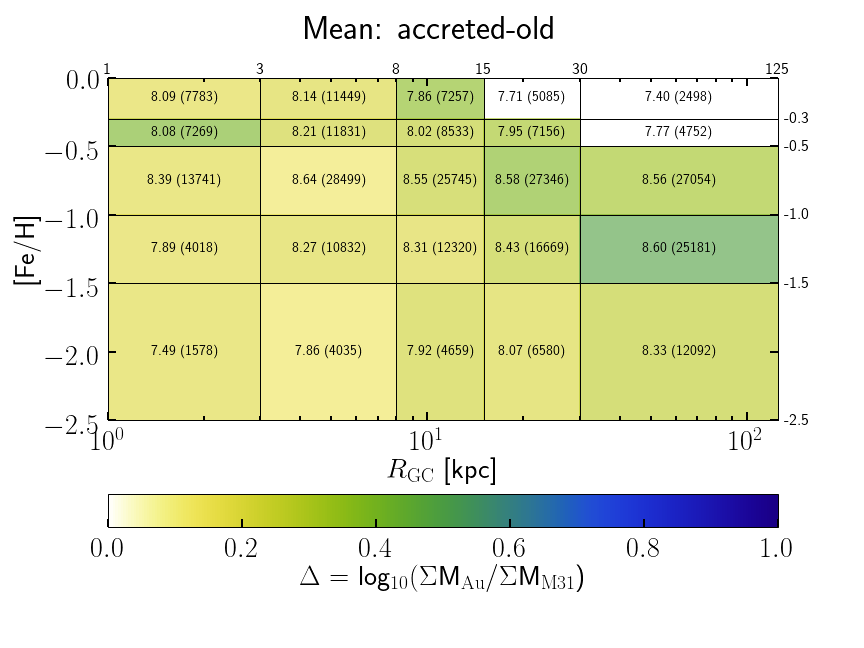 Mean: accreted-old
1 3 8 15 30 125
0.0
8.09 (7783) 8.14 (11449) 7.86 (7257) 7.71 (5085) 7.40 (2498)
-0.3
8.08 (7269) 8.21 (11831) 8.02 (8533) 7.95 (7156) 7.77 (4752)
−0.5 -0.5
8.39 (13741) 8.64 (28499) 8.55 (25745) 8.58 (27346) 8.56 (27054)
−1.0 -1.0
7.89 (4018) 8.27 (10832) 8.31 (12320) 8.43 (16669) 8.60 (25181)
[Fe/H]
−1.5 -1.5
7.49 (1578) 7.86 (4035) 7.92 (4659) 8.07 (6580) 8.33 (12092)
−2.0
−2.5 -2.5
10⁰ 10¹ 10²
R_GC [kpc]
0.0 0.2 0.4 0.6 0.8 1.0
Δ = log₁₀(ΣM_Au/ΣM_M31)